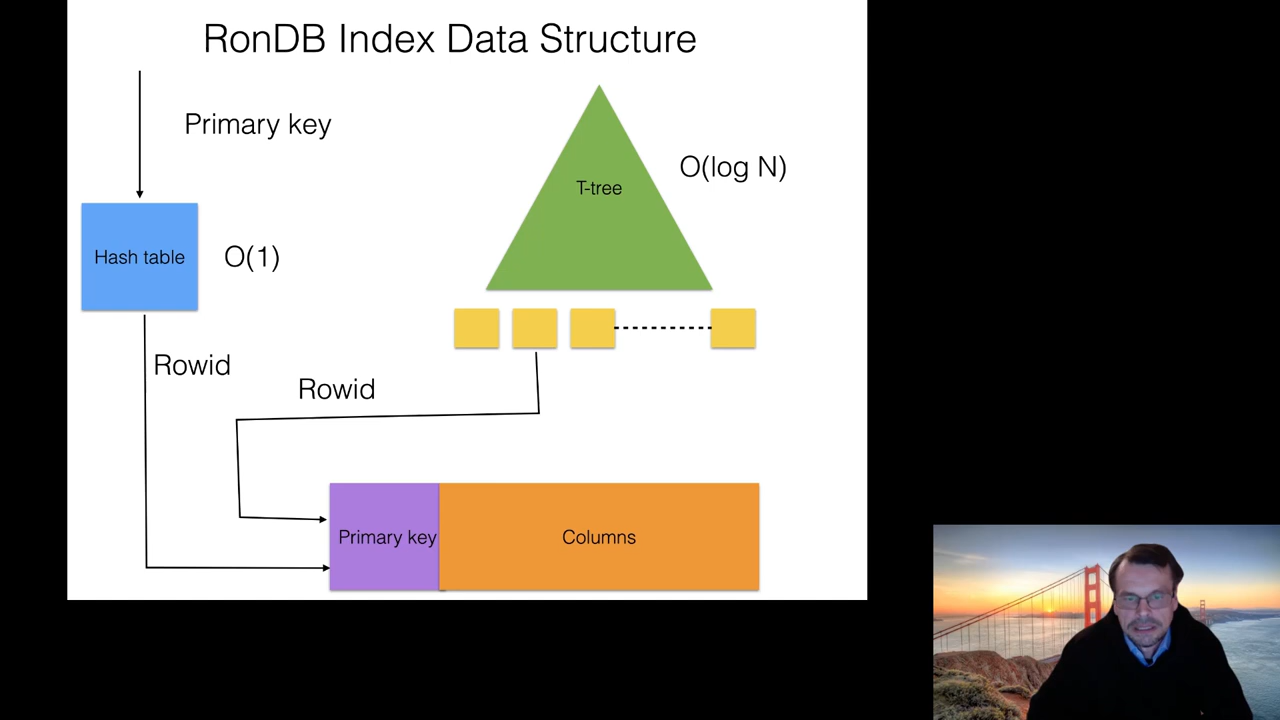 RonDB Index Data Structure
Primary key
T-tree
O(log N)
Hash table
O(1)
Rowid
Rowid
Primary key
Columns